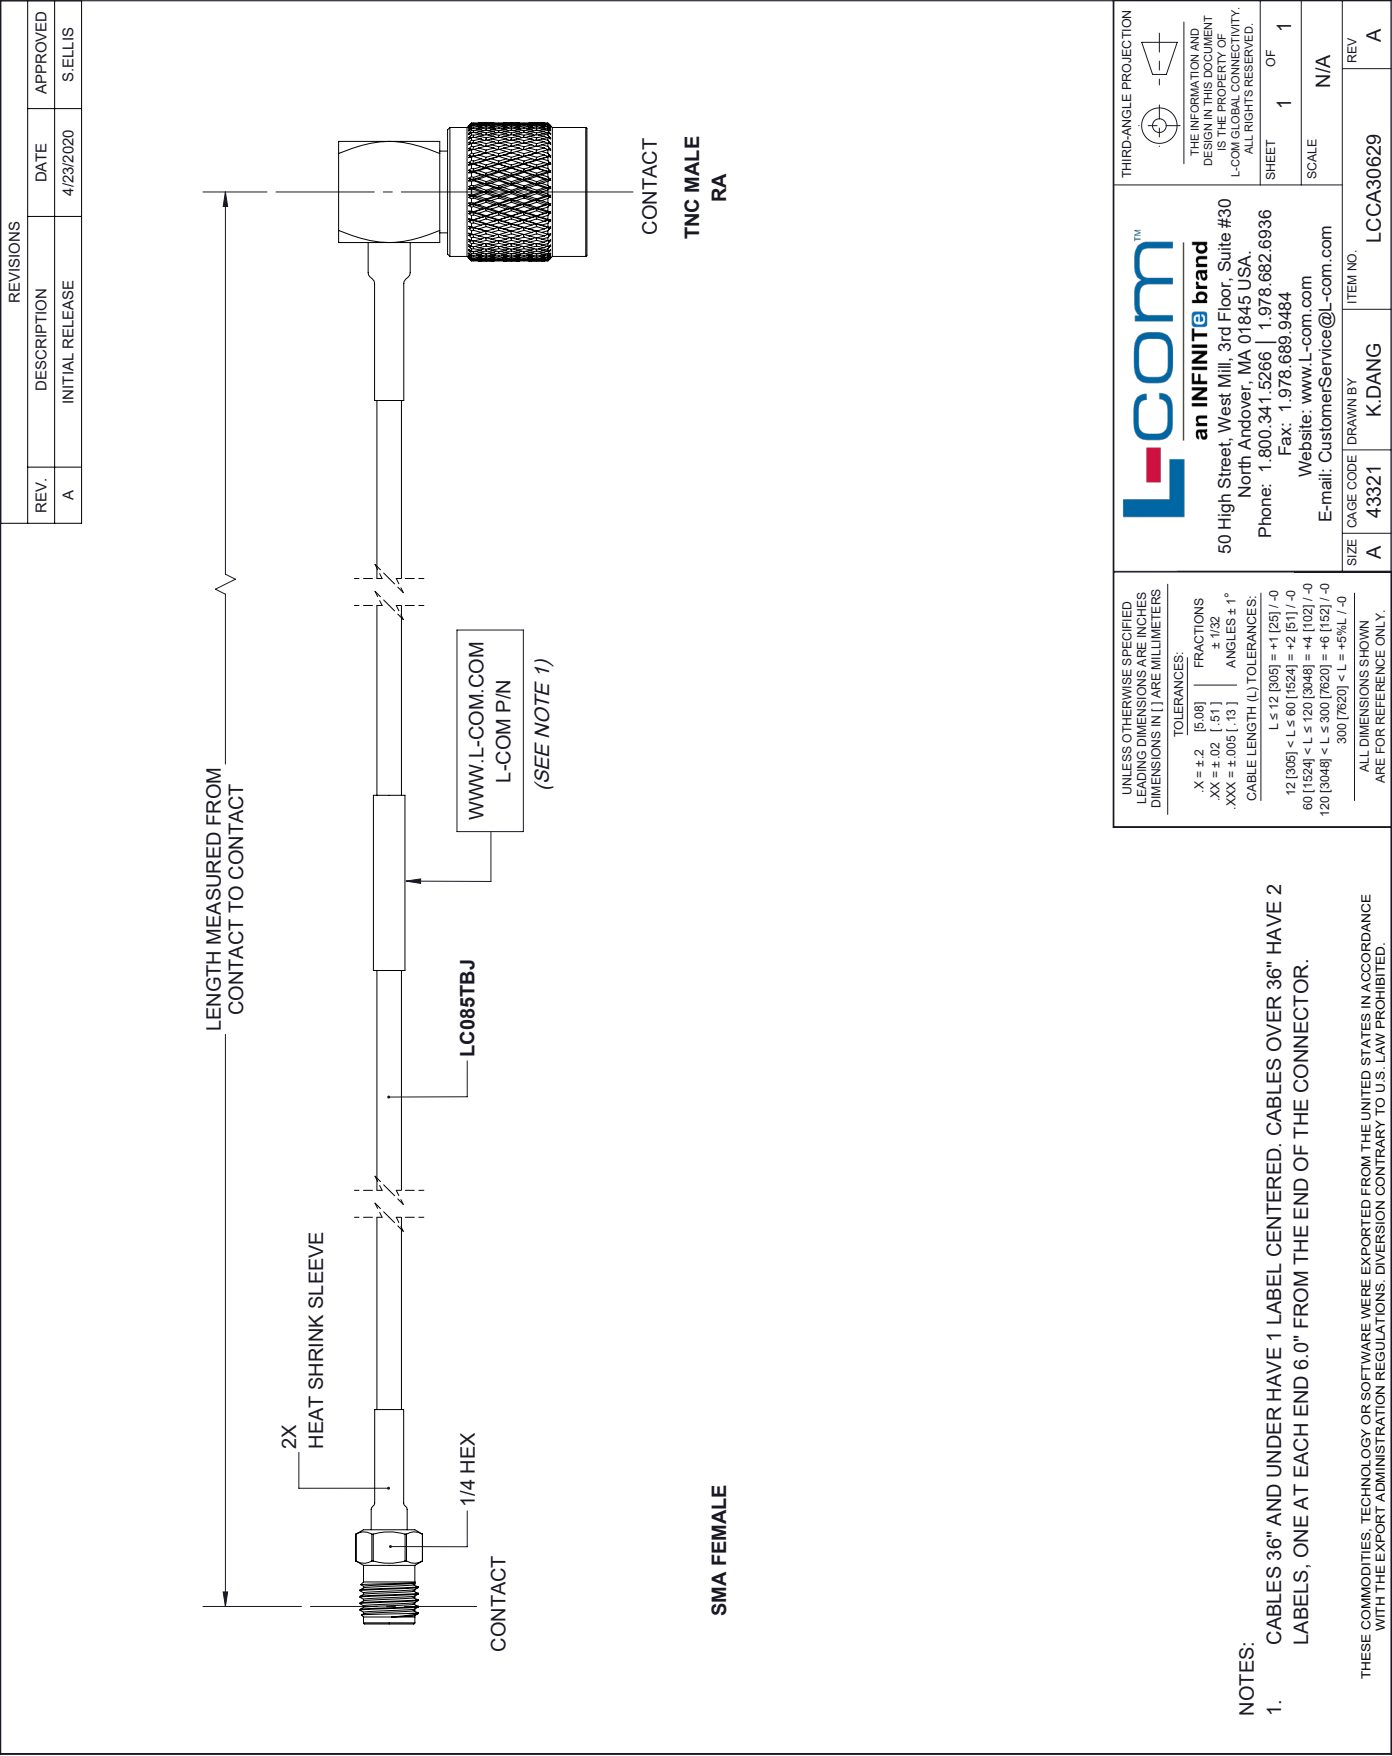 REVISIONS
REV.
DESCRIPTION
DATE
APPROVED
A
INITIAL RELEASE
4/23/2020
S.ELLIS
LENGTH MEASURED FROM
CONTACT TO CONTACT
2X
HEAT SHRINK SLEEVE
1/4 HEX
CONTACT
SMA FEMALE
LC085TBJ
WWW.L-COM.COM
L-COM P/N
(SEE NOTE 1)
CONTACT
TNC MALE
RA
NOTES:
1. CABLES 36" AND UNDER HAVE 1 LABEL CENTERED. CABLES OVER 36" HAVE 2
LABELS, ONE AT EACH END 6.0" FROM THE END OF THE CONNECTOR.
THESE COMMODITIES, TECHNOLOGY OR SOFTWARE WERE EXPORTED FROM THE UNITED STATES IN ACCORDANCE
WITH THE EXPORT ADMINISTRATION REGULATIONS. DIVERSION CONTRARY TO U.S. LAW PROHIBITED.
UNLESS OTHERWISE SPECIFIED
LEADING DIMENSIONS ARE INCHES
DIMENSIONS IN [ ] ARE MILLIMETERS
TOLERANCES:
.X = ± .2 [5.08] FRACTIONS
.XX = ± .02 [ .51 ] ± 1/32
.XXX = ± .005 [ .13 ] ANGLES ± 1°
CABLE LENGTH (L) TOLERANCES:
L ≤ 12 [305] = +1 [25] / -0
12 [305] < L ≤ 60 [1524] = +2 [51] / -0
60 [1524] < L ≤ 120 [3048] = +4 [102] / -0
120 [3048] < L ≤ 300 [7620] = +6 [152] / -0
300 [7620] < L = +5%L / -0
ALL DIMENSIONS SHOWN
ARE FOR REFERENCE ONLY.
L-com™
an INFINITe brand
50 High Street, West Mill, 3rd Floor, Suite #30
North Andover, MA 01845 USA.
Phone: 1.800.341.5266 | 1.978.682.6936
Fax: 1.978.689.9484
Website: www.L-com.com
E-mail: CustomerService@L-com.com
THIRD-ANGLE PROJECTION
THE INFORMATION AND
DESIGN IN THIS DOCUMENT
IS THE PROPERTY OF
L-COM GLOBAL CONNECTIVITY.
ALL RIGHTS RESERVED.
SHEET 1 OF 1
SCALE N/A
SIZE A
CAGE CODE 43321
DRAWN BY K.DANG
ITEM NO. LCCA30629
REV A